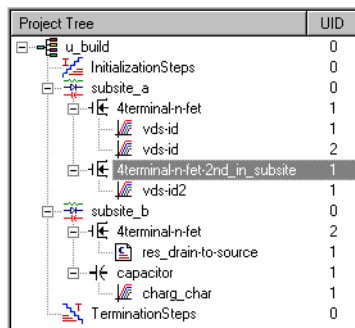 Project Tree UID
u_build 0
InitializationSteps 0
subsite_a 0
4terminal-n-fet 1
vds-id 1
vds-id 2
4terminal-n-fet-2nd_in_subsite 1
vds-id2 1
subsite_b 0
4terminal-n-fet 2
res_drain-to-source 1
capacitor 1
charg_char 1
TerminationSteps 0